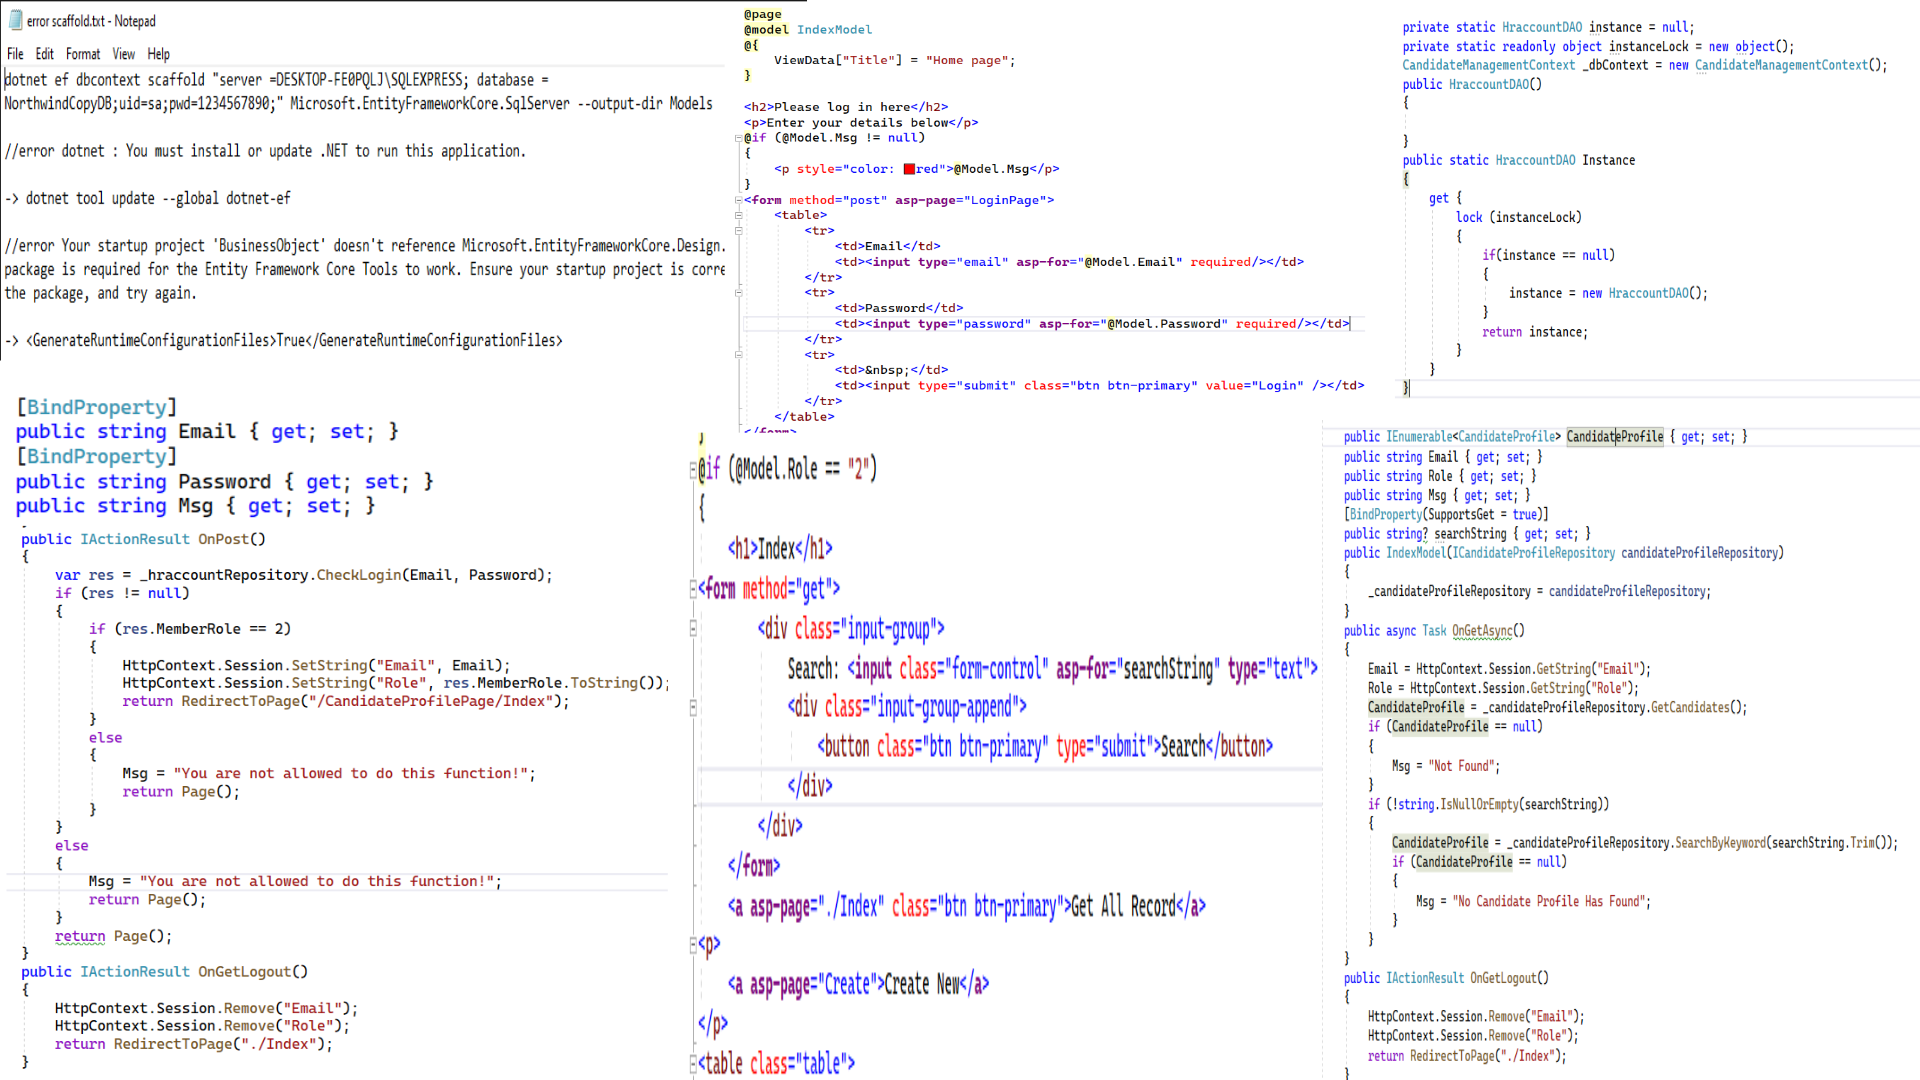 error scaffold.txt - Notepad
File Edit Format View Help
dotnet ef dbcontext scaffold "server =DESKTOP-FE0PQLJ\SQLEXPRESS; database =
NorthwindCopyDB;uid=sa;pwd=1234567890;" Microsoft.EntityFrameworkCore.SqlServer --output-dir Models
//error dotnet : You must install or update .NET to run this application.
-> dotnet tool update --global dotnet-ef
//error Your startup project 'BusinessObject' doesn't reference Microsoft.EntityFrameworkCore.Design.
package is required for the Entity Framework Core Tools to work. Ensure your startup project is corre
the package, and try again.
-> <GenerateRuntimeConfigurationFiles>True</GenerateRuntimeConfigurationFiles>
[BindProperty]
public string Email { get; set; }
[BindProperty]
public string Password { get; set; }
public string Msg { get; set; }
public IActionResult OnPost()
{
var res = _hraccountRepository.CheckLogin(Email, Password);
if (res != null)
{
if (res.MemberRole == 2)
{
HttpContext.Session.SetString("Email", Email);
HttpContext.Session.SetString("Role", res.MemberRole.ToString());
return RedirectToPage("/CandidateProfilePage/Index");
}
else
{
Msg = "You are not allowed to do this function!";
return Page();
}
}
else
{
Msg = "You are not allowed to do this function!";
return Page();
}
return Page();
}
public IActionResult OnGetLogout()
{
HttpContext.Session.Remove("Email");
HttpContext.Session.Remove("Role");
return RedirectToPage("./Index");
}
@page
@model IndexModel
@{
ViewData["Title"] = "Home page";
}
<h2>Please log in here</h2>
<p>Enter your details below</p>
@if (@Model.Msg != null)
{
<p style="color: red">@Model.Msg</p>
}
<form method="post" asp-page="LoginPage">
<table>
<tr>
<td>Email</td>
<td><input type="email" asp-for="@Model.Email" required/></td>
</tr>
<tr>
<td>Password</td>
<td><input type="password" asp-for="@Model.Password" required/></td>
</tr>
<tr>
<td>&nbsp;</td>
<td><input type="submit" class="btn btn-primary" value="Login" /></td>
</tr>
</table>
</form>
}
@if (@Model.Role == "2")
{
<h1>Index</h1>
<form method="get">
<div class="input-group">
Search: <input class="form-control" asp-for="searchString" type="text">
<div class="input-group-append">
<button class="btn btn-primary" type="submit">Search</button>
</div>
</div>
</form>
<a asp-page="./Index" class="btn btn-primary">Get All Record</a>
<p>
<a asp-page="Create">Create New</a>
</p>
<table class="table">
private static HraccountDAO instance = null;
private static readonly object instanceLock = new object();
CandidateManagementContext _dbContext = new CandidateManagementContext();
public HraccountDAO()
{
}
public static HraccountDAO Instance
{
get {
lock (instanceLock)
{
if(instance == null)
{
instance = new HraccountDAO();
}
return instance;
}
}
}
public IEnumerable<CandidateProfile> CandidateProfile { get; set; }
public string Email { get; set; }
public string Role { get; set; }
public string Msg { get; set; }
[BindProperty(SupportsGet = true)]
public string? searchString { get; set; }
public IndexModel(ICandidateProfileRepository candidateProfileRepository)
{
_candidateProfileRepository = candidateProfileRepository;
}
public async Task OnGetAsync()
{
Email = HttpContext.Session.GetString("Email");
Role = HttpContext.Session.GetString("Role");
CandidateProfile = _candidateProfileRepository.GetCandidates();
if (CandidateProfile == null)
{
Msg = "Not Found";
}
if (!string.IsNullOrEmpty(searchString))
{
CandidateProfile = _candidateProfileRepository.SearchByKeyword(searchString.Trim());
if (CandidateProfile == null)
{
Msg = "No Candidate Profile Has Found";
}
}
}
public IActionResult OnGetLogout()
{
HttpContext.Session.Remove("Email");
HttpContext.Session.Remove("Role");
return RedirectToPage("./Index");
}